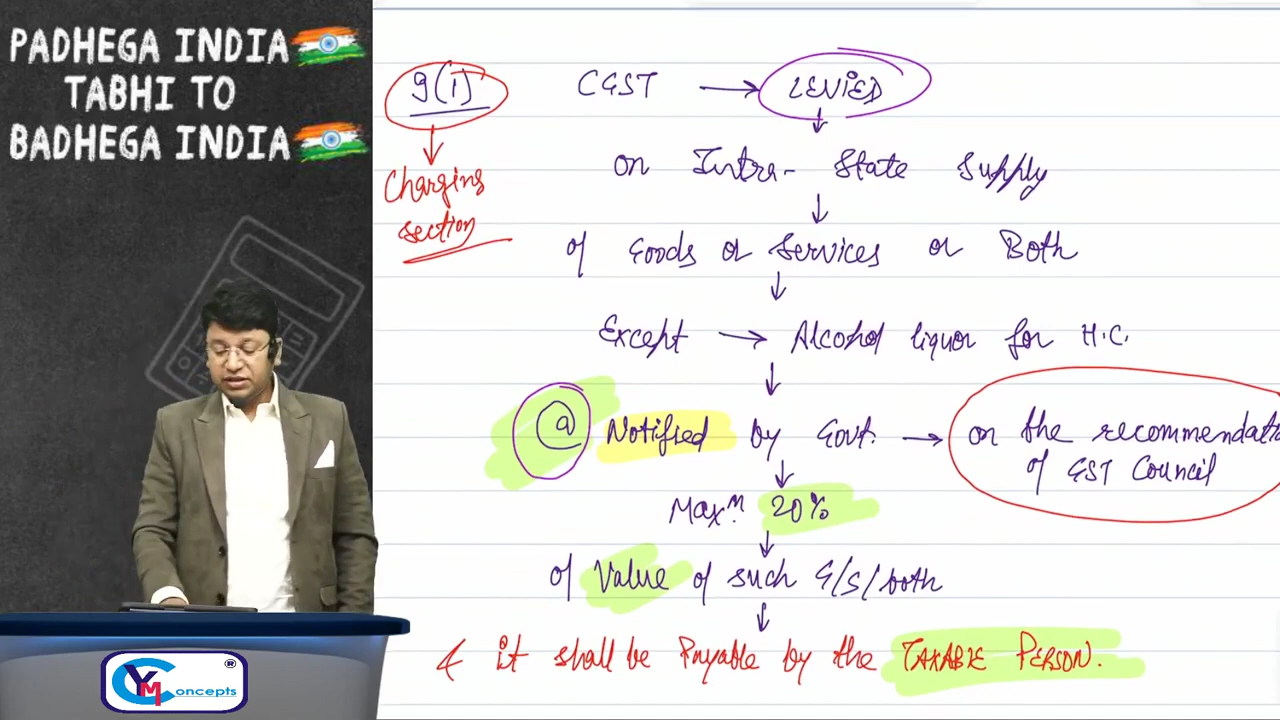 PADHEGA INDIA
TABHI TO
BADHEGA INDIA
9(1)
Charging
section
CGST → LEVIED
on Intra-State Supply
of Goods or Services or Both
Except → Alcohol liquor for H.C.
@ Notified by Govt. → on the recommendati
of GST Council
Maxm. 20%
of Value of such G/S/both
& it shall be Payable by the TAXABLE PERSON.
YM Concepts ®